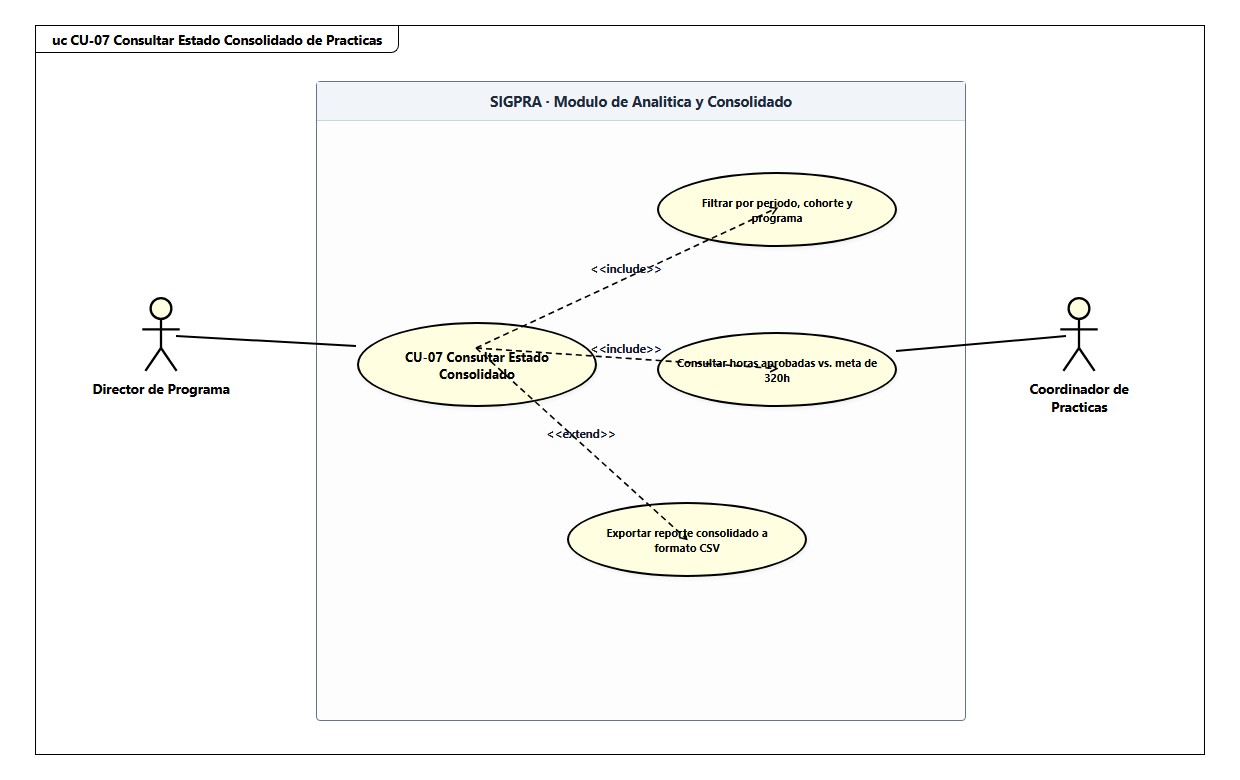 uc CU-07 Consultar Estado Consolidado de Practicas
SIGPRA · Modulo de Analitica y Consolidado
Filtrar por periodo, cohorte y
programa
<<include>>
Director de Programa
CU-07 Consultar Estado
Consolidado
<<include>>
Consultar horas aprobadas vs. meta de
320h
Coordinador de
Practicas
<<extend>>
Exportar reporte consolidado a
formato CSV